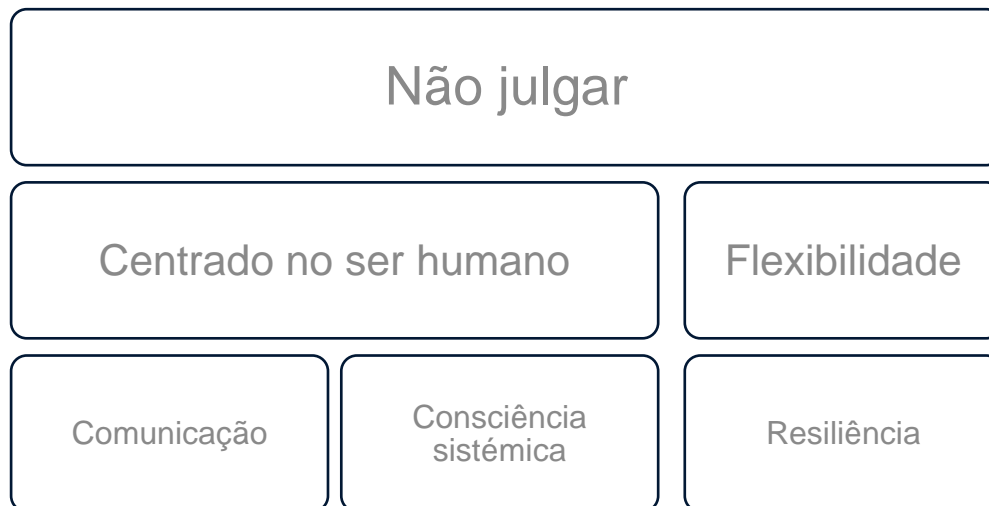 Não julgar
Centrado no ser humano
Flexibilidade
Comunicação
Consciência
sistémica
Resiliência